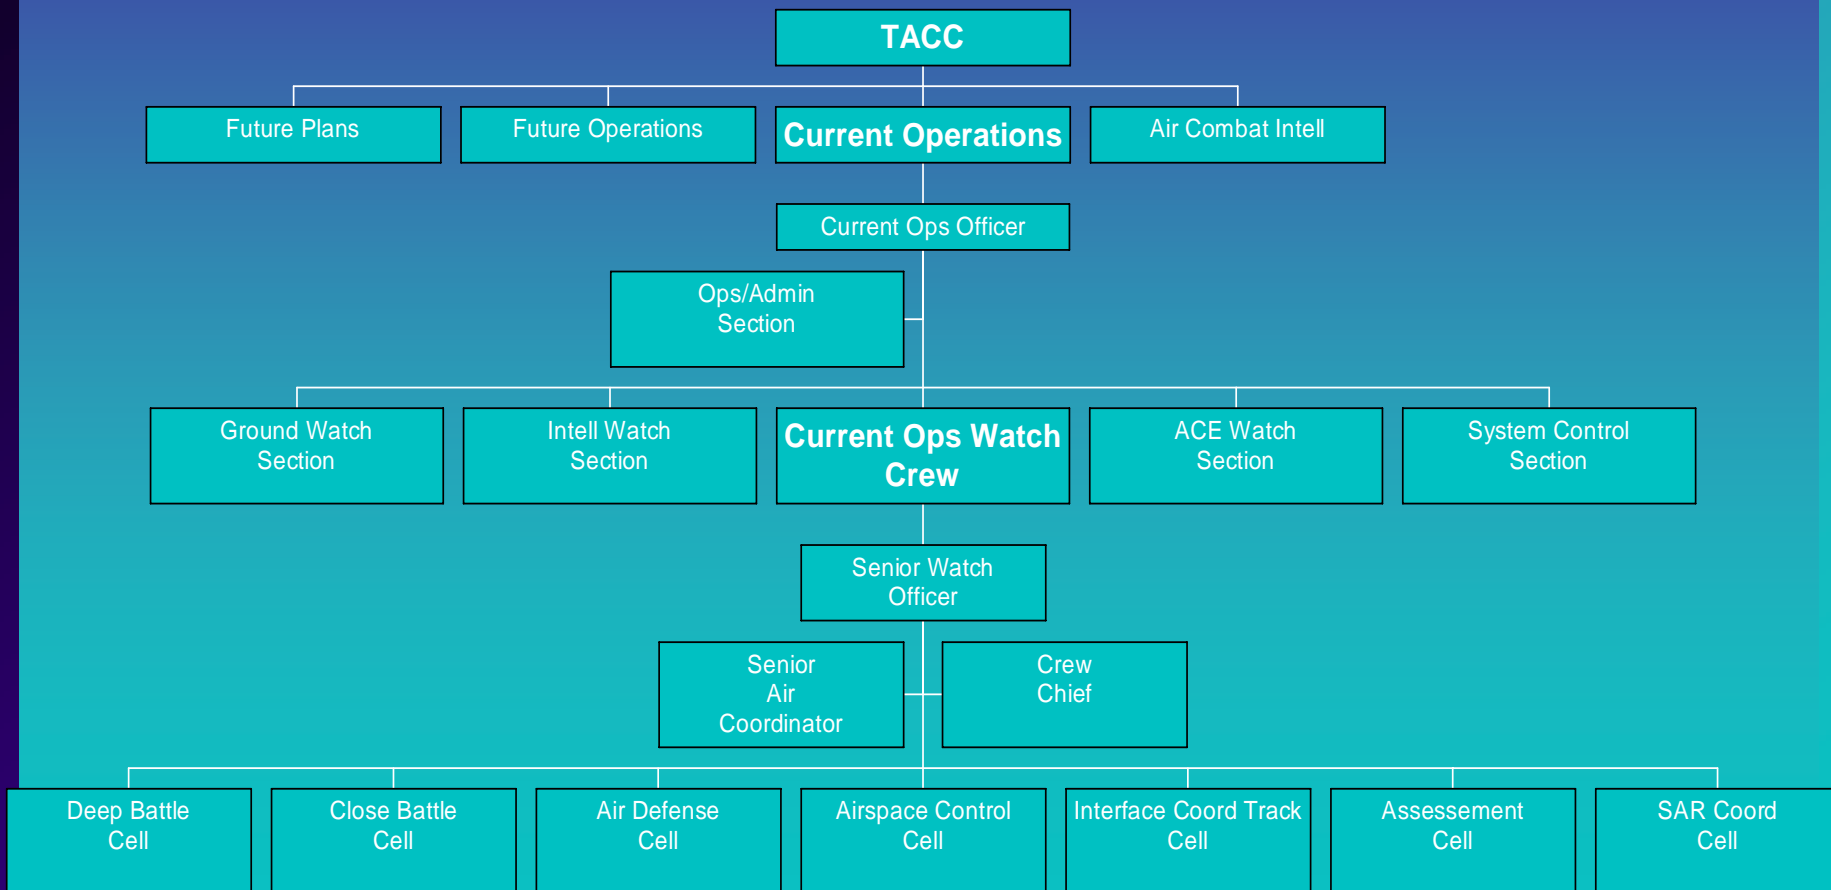 TACC
Future Plans
Future Operations
Current Operations
Air Combat Intell
Current Ops Officer
Ops/Admin
Section
Ground Watch
Section
Intell Watch
Section
Current Ops Watch
Crew
ACE Watch
Section
System Control
Section
Senior Watch
Officer
Senior
Air
Coordinator
Crew
Chief
Deep Battle
Cell
Close Battle
Cell
Air Defense
Cell
Airspace Control
Cell
Interface Coord Track
Cell
Assessement
Cell
SAR Coord
Cell